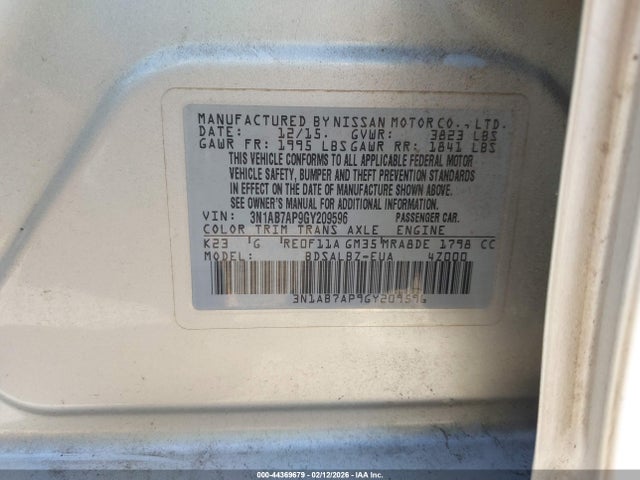 MANUFACTURED BY NISSAN MOTOR CO., LTD.
DATE: 12/15. GVWR: 3823 LBS
GAWR FR: 1995 LBS GAWR RR: 1841 LBS
THIS VEHICLE CONFORMS TO ALL APPLICABLE FEDERAL MOTOR
VEHICLE SAFETY, BUMPER AND THEFT PREVENTION STANDARDS
IN EFFECT ON THE DATE OF MANUFACTURE SHOWN ABOVE.
SEE OWNER'S MANUAL FOR ADDITIONAL INFORMATION.
VIN: 3N1AB7AP9GY209596 PASSENGER CAR.
COLOR TRIM TRANS AXLE ENGINE
K23 G RE0F11A GM35 MRA8DE 1798 CC
MODEL: BDSALBZ-EUA 4Z000
3N1AB7AP9GY209596
000-44369679 - 02/12/2026 - IAA Inc.